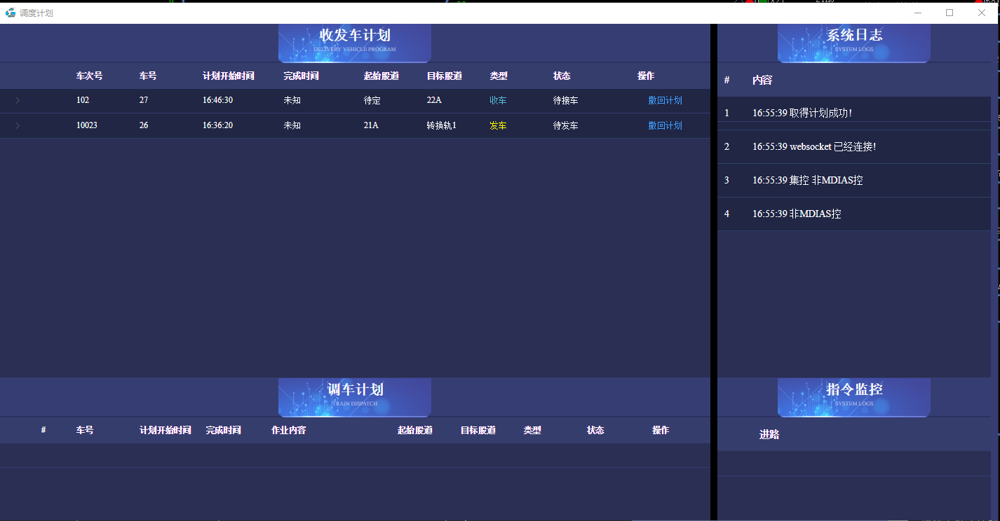 调度计划
收发车计划
DELIVERY VEHICLE PROGRAM
车次号 车号 计划开始时间 完成时间 起始股道 目标股道 类型 状态 操作
102 27 16:46:30 未知 待定 22A 收车 待接车 撤回计划
10023 26 16:36:20 未知 21A 转换轨1 发车 待发车 撤回计划
系统日志
SYSTEM LOGS
# 内容
1 16:55:39 取得计划成功!
2 16:55:39 websocket 已经连接!
3 16:55:39 集控 非MDIAS控
4 16:55:39 非MDIAS控
调车计划
TRAIN DISPATCH
# 车号 计划开始时间 完成时间 作业内容 起始股道 目标股道 类型 状态 操作
指令监控
SYSTEM LOGS
进路